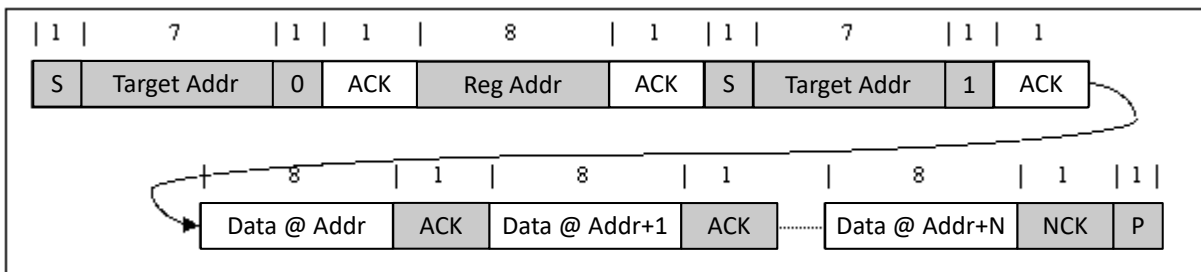 | 1 | 7 | 1 | 1 | 8 | 1 | 1 | 7 | 1 | 1
S Target Addr 0 ACK Reg Addr ACK S Target Addr 1 ACK
| 8 | 1 | 8 | 1 | 8 | 1 | 1 |
Data @ Addr ACK Data @ Addr+1 ACK Data @ Addr+N NCK P